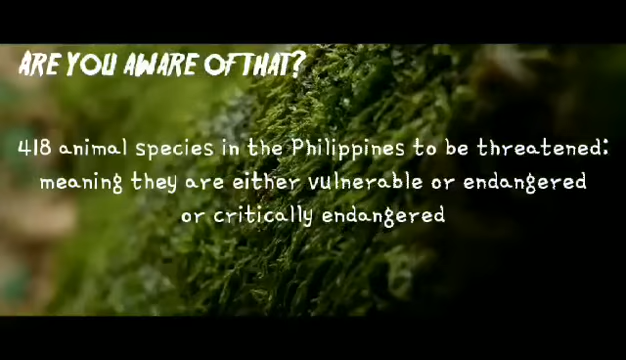 ARE YOU AWARE OF THAT?
418 animal species in the Philippines to be threatened:
meaning they are either vulnerable or endangered
or critically endangered